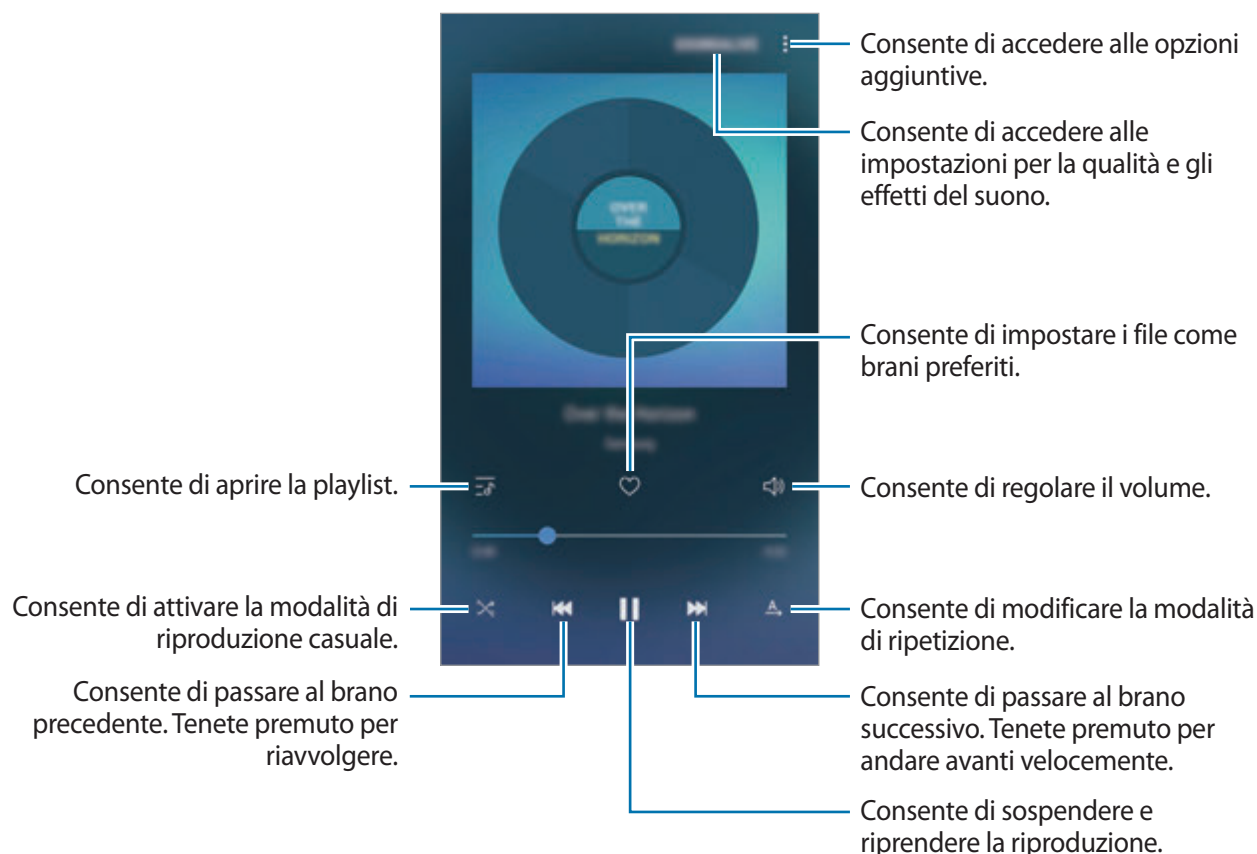 Consente di accedere alle opzioni
aggiuntive.
Consente di accedere alle
impostazioni per la qualità e gli
effetti del suono.
OVER
THE
HORIZON
Consente di impostare i file come
brani preferiti.
Over the Horizon
Samsung
Consente di aprire la playlist.
Consente di regolare il volume.
Consente di attivare la modalità di
riproduzione casuale.
A
Consente di modificare la modalità
di ripetizione.
Consente di passare al brano
precedente. Tenete premuto per
riavvolgere.
Consente di passare al brano
successivo. Tenete premuto per
andare avanti velocemente.
Consente di sospendere e
riprendere la riproduzione.